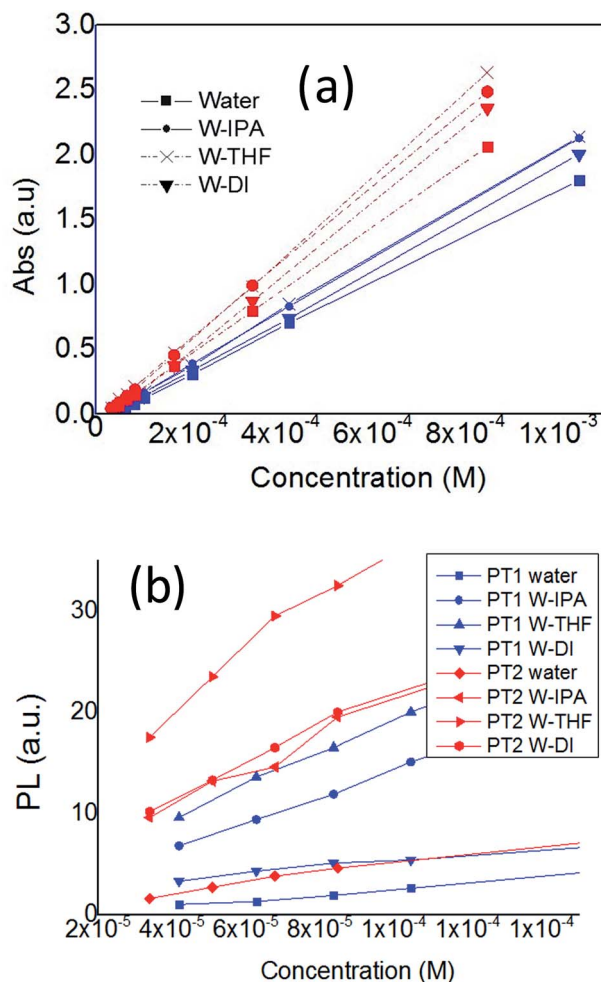 3.0
(a)
Water
W-IPA
W-THF
W-DI
2.5
2.0
1.5
1.0
0.5
0.0
Abs (a.u)
0 2x10⁻⁴ 4x10⁻⁴ 6x10⁻⁴ 8x10⁻⁴ 1x10⁻³
Concentration (M)
(b)
PT1 water
PT1 W-IPA
PT1 W-THF
PT1 W-DI
PT2 water
PT2 W-IPA
PT2 W-THF
PT2 W-DI
30
20
10
0
PL (a.u.)
2x10⁻⁵ 4x10⁻⁵ 6x10⁻⁵ 8x10⁻⁵ 1x10⁻⁴ 1x10⁻⁴ 1x10⁻⁴
Concentration (M)